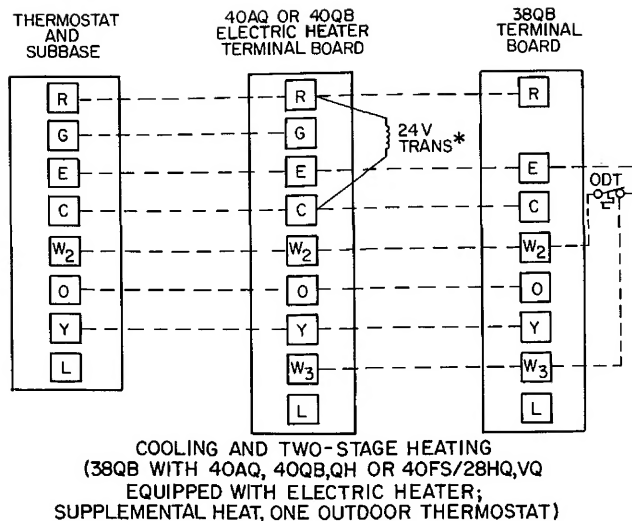 THERMOSTAT
AND
SUBBASE
40AQ OR 40QB
ELECTRIC HEATER
TERMINAL BOARD
38QB
TERMINAL
BOARD
R
G
E
C
W2
O
Y
L
R
G
E
C
W2
O
Y
W3
L
24V
TRANS*
R
E
C
W2
O
Y
W3
L
ODT
COOLING AND TWO-STAGE HEATING
(38QB WITH 40AQ, 40QB,QH OR 40FS/28HQ,VQ
EQUIPPED WITH ELECTRIC HEATER;
SUPPLEMENTAL HEAT, ONE OUTDOOR THERMOSTAT)